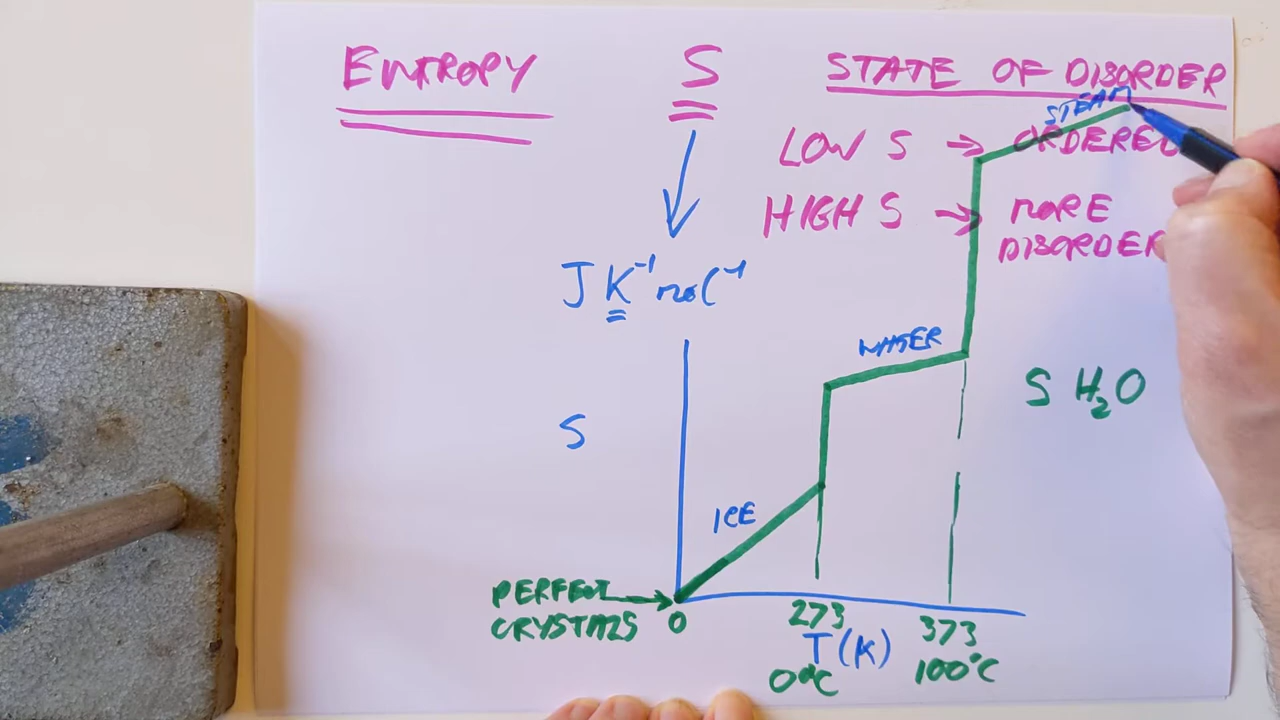 ENTROPY
S
STATE OF DISORDER
STEAM
LOW S → ORDERED
HIGH S → MORE
DISORDER
J K⁻¹ mol⁻¹
WATER
S H₂O
S
ICE
PERFECT
CRYSTALS
0
273
373
T(K)
0°C
100°C